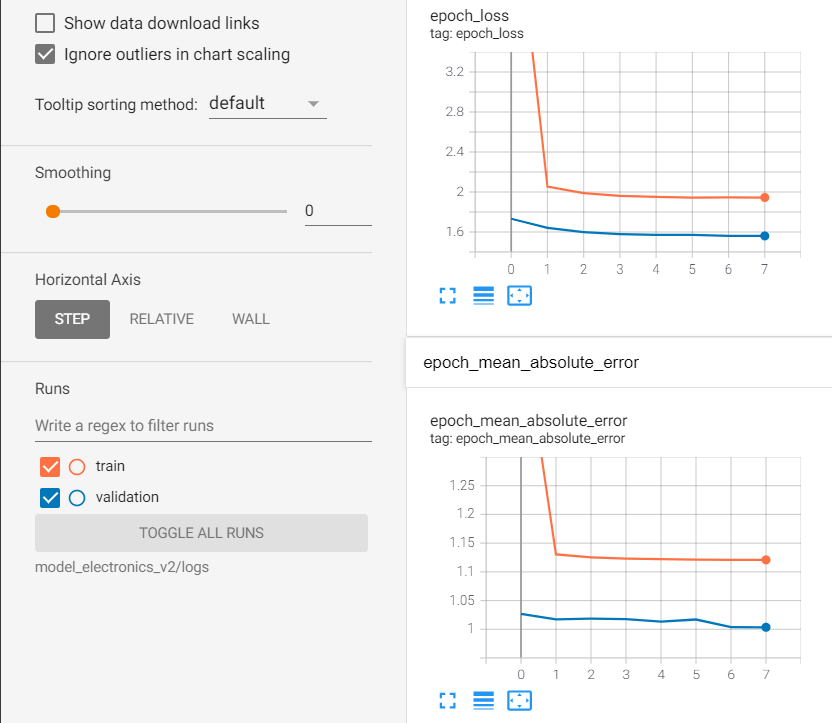 Show data download links
Ignore outliers in chart scaling
Tooltip sorting method: default
Smoothing
0
Horizontal Axis
STEP RELATIVE WALL
Runs
Write a regex to filter runs
train
validation
TOGGLE ALL RUNS
model_electronics_v2/logs
epoch_loss
tag: epoch_loss
3.2
2.8
2.4
2
1.6
0 1 2 3 4 5 6 7
epoch_mean_absolute_error
epoch_mean_absolute_error
tag: epoch_mean_absolute_error
1.25
1.2
1.15
1.1
1.05
1
0 1 2 3 4 5 6 7